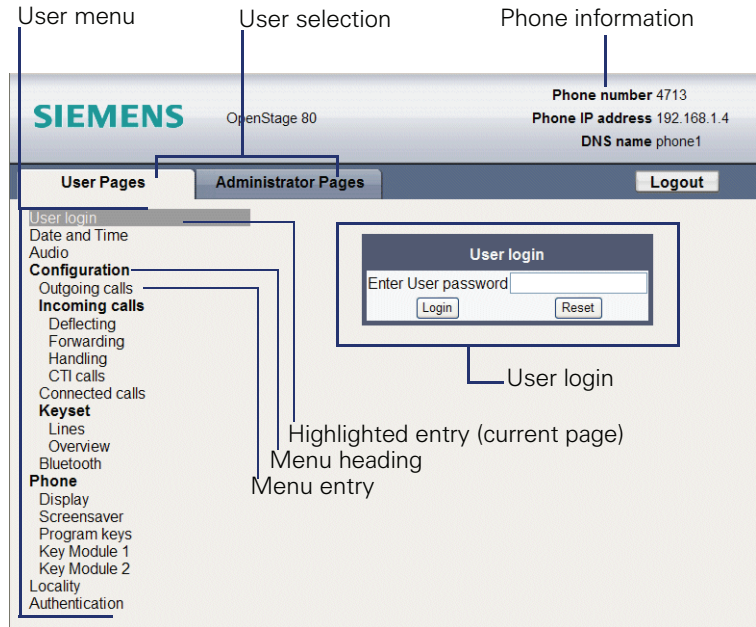 User menu
User selection
Phone information
SIEMENS
OpenStage 80
Phone number 4713
Phone IP address 192.168.1.4
DNS name phone1
User Pages
Administrator Pages
Logout
User login
Date and Time
Audio
Configuration
Outgoing calls
Incoming calls
Deflecting
Forwarding
Handling
CTI calls
Connected calls
Keyset
Lines
Overview
Bluetooth
Phone
Display
Screensaver
Program keys
Key Module 1
Key Module 2
Locality
Authentication
User login
Enter User password
Login
Reset
User login
Highlighted entry (current page)
Menu heading
Menu entry